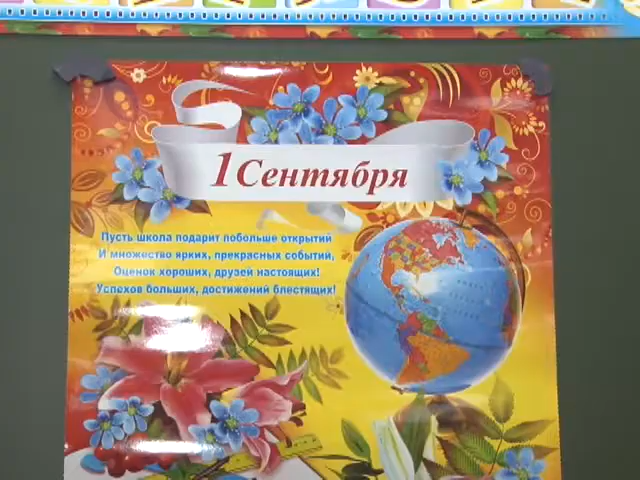 1 Сентября
Пусть школа подарит побольше открытий
И множество ярких, прекрасных событий,
Оценок хороших, друзей настоящих!
Успехов больших, достижений блестящих!